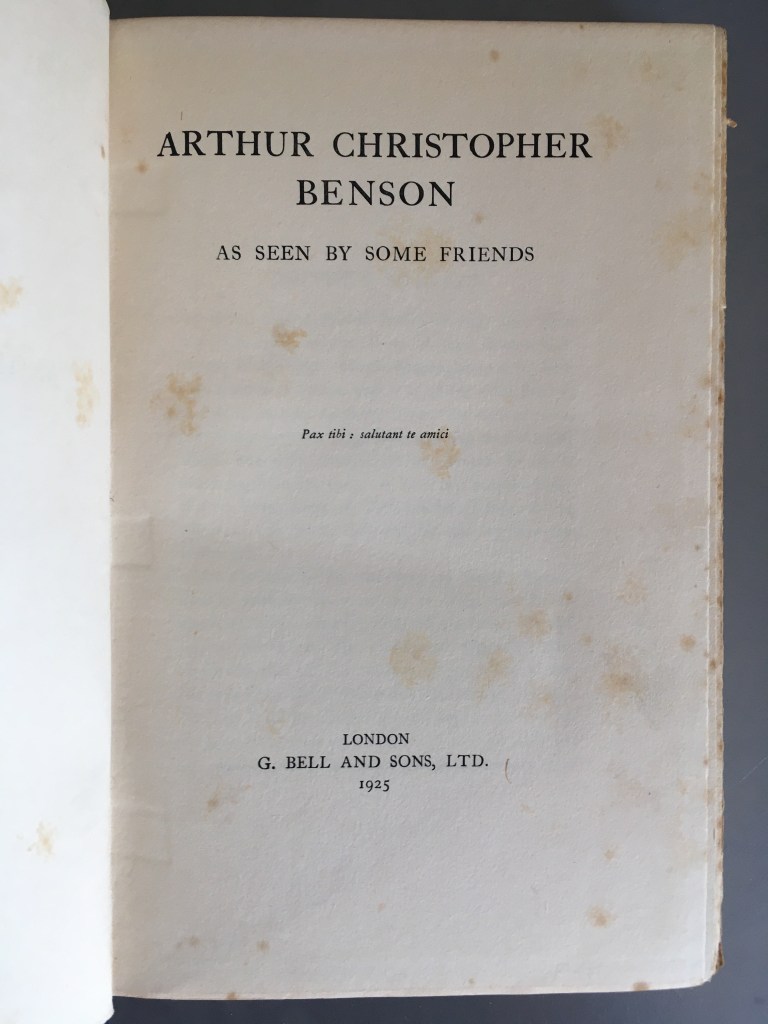 ARTHUR CHRISTOPHER
BENSON
AS SEEN BY SOME FRIENDS
Pax tibi : salutant te amici
LONDON
G. BELL AND SONS, LTD.
1925